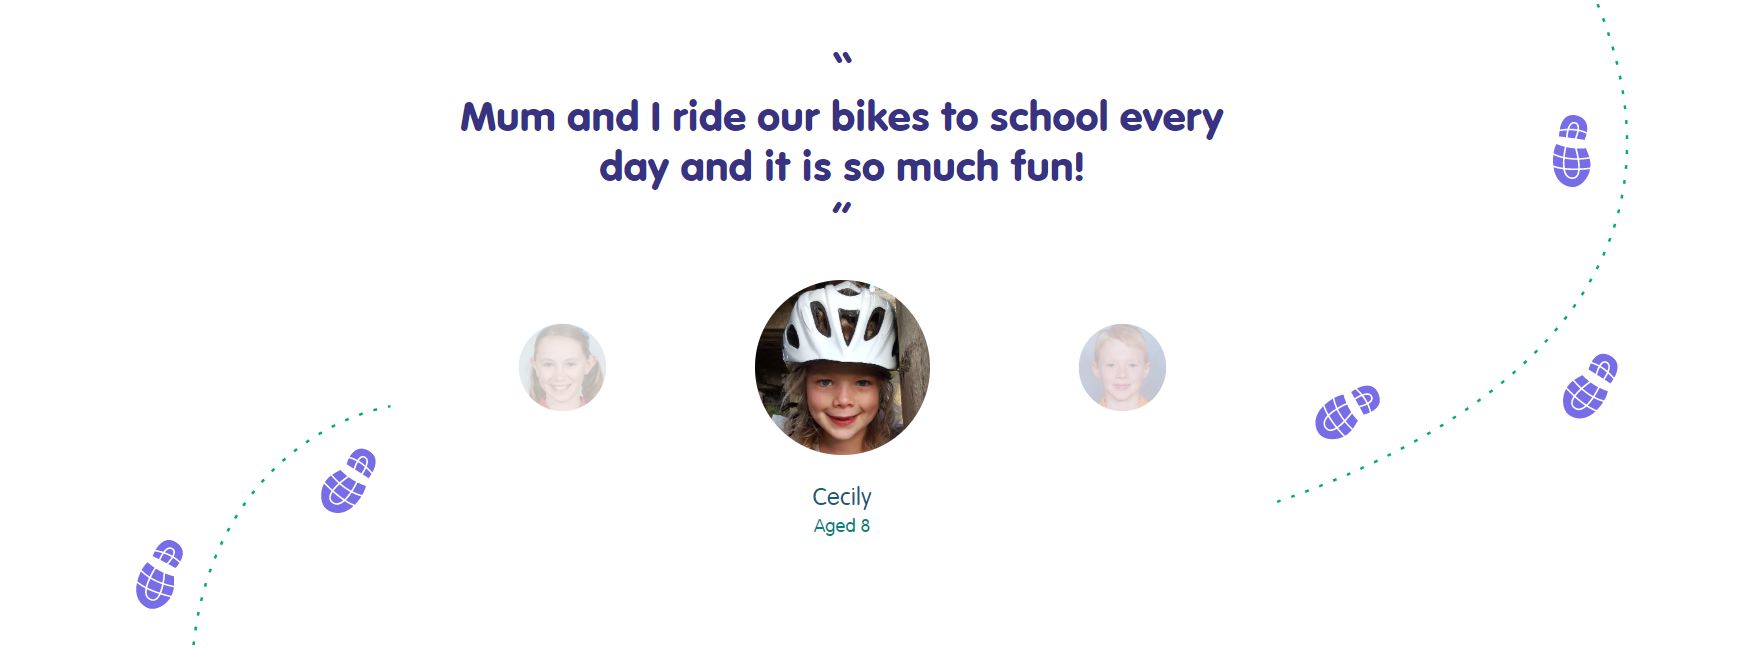 “
Mum and I ride our bikes to school every
day and it is so much fun!
”
Cecily
Aged 8